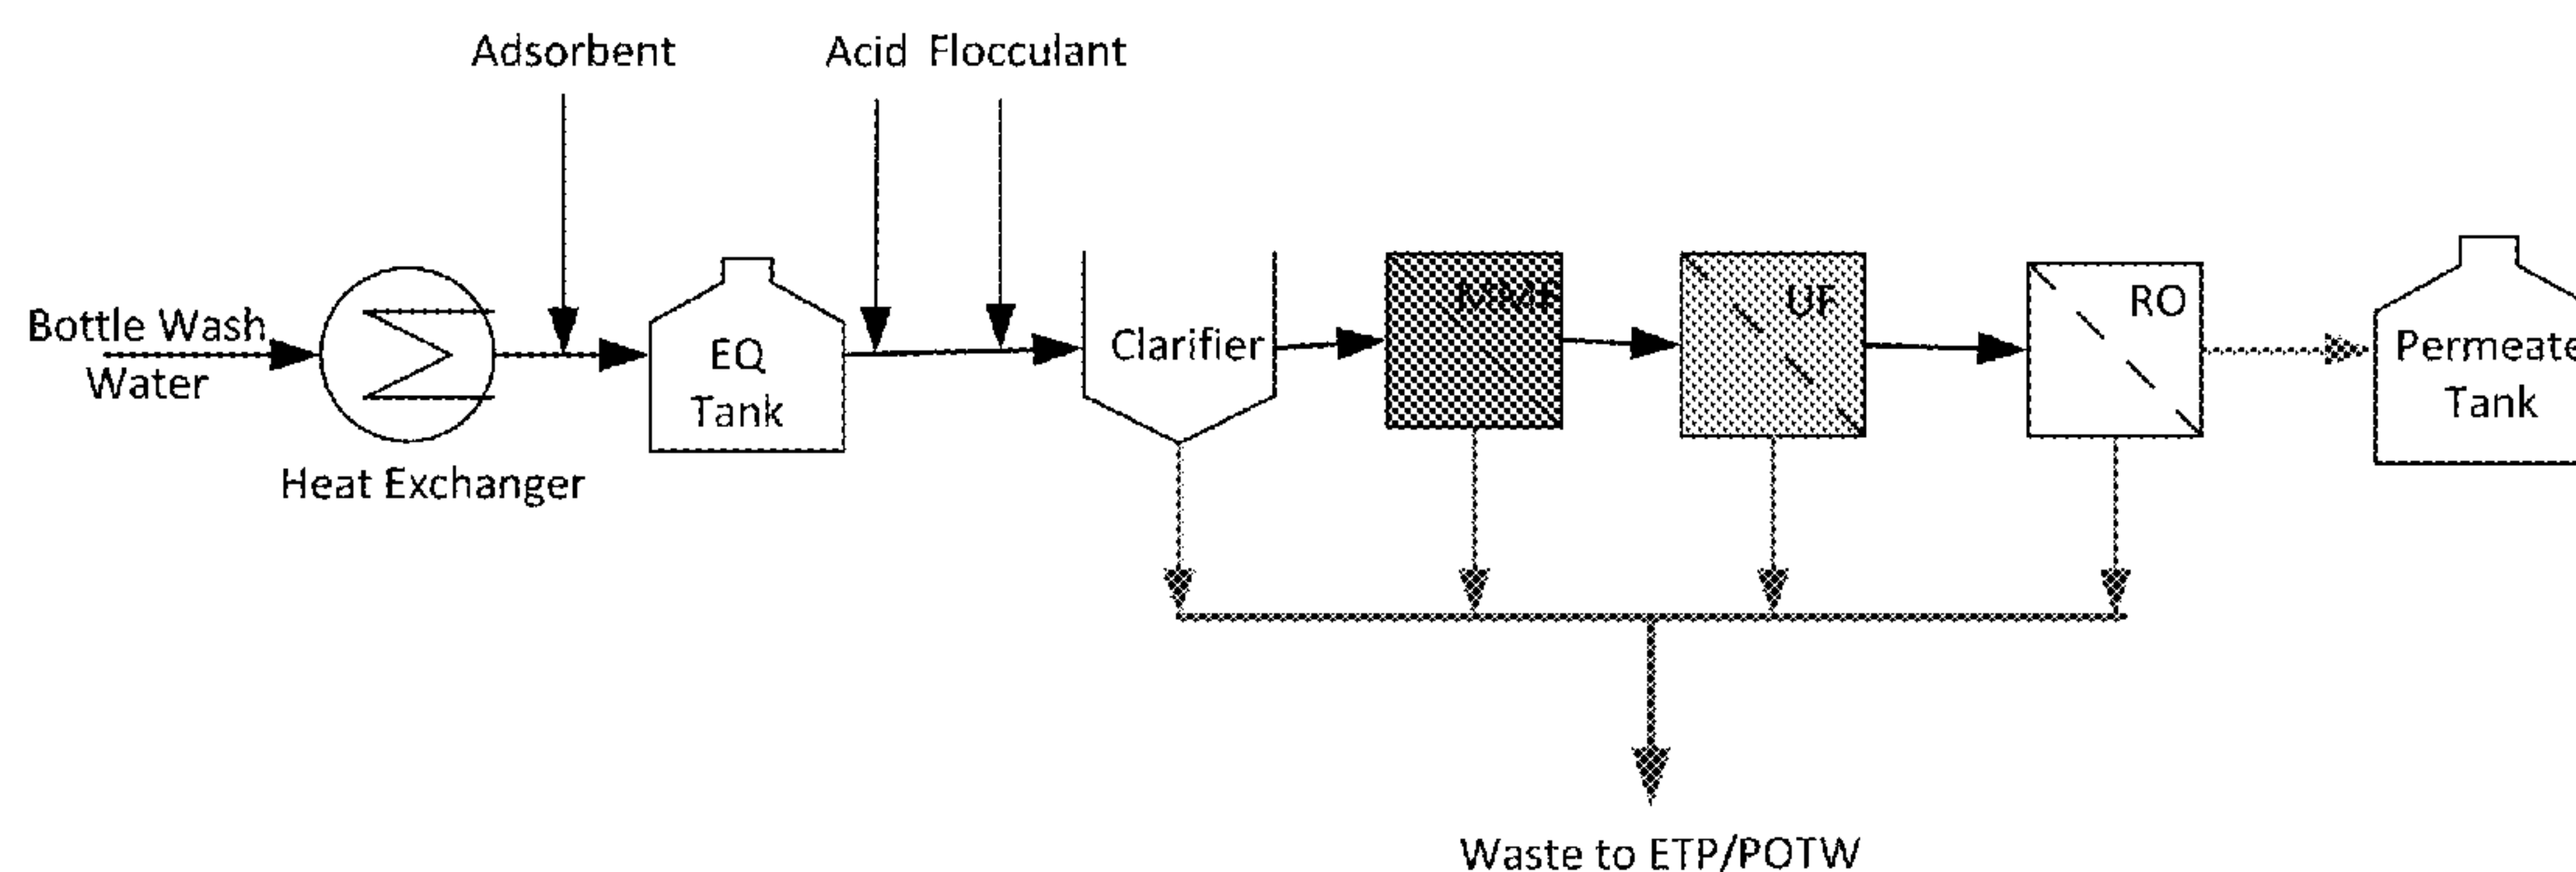 Adsorbent
Acid Flocculant
Bottle Wash
Water
Heat Exchanger
EQ
Tank
Clarifier
MMF
UF
RO
Permeate
Tank
Waste to ETP/POTW